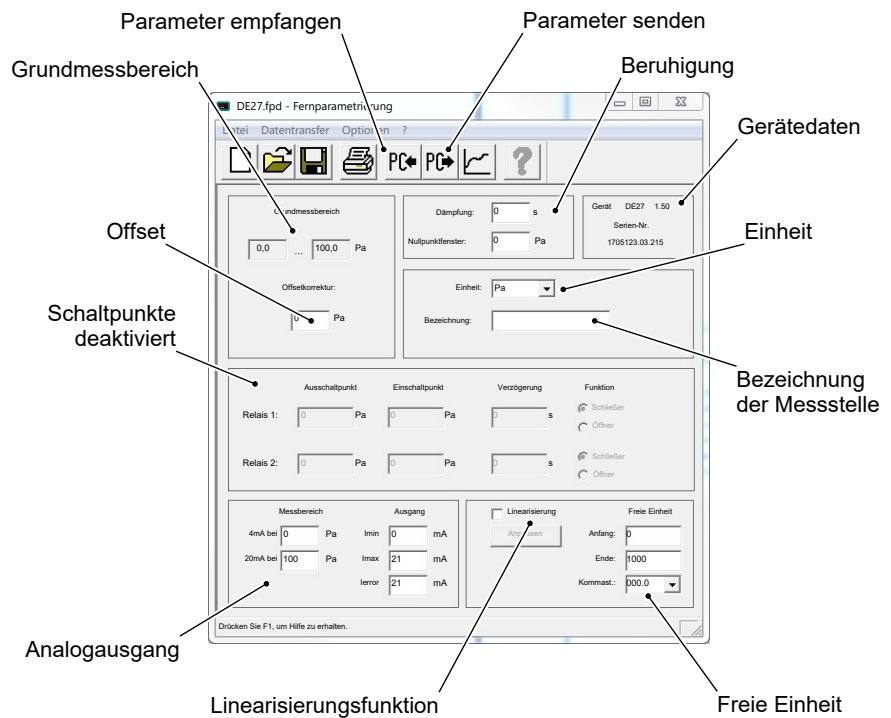 Parameter empfangen
Parameter senden
Grundmessbereich
Beruhigung
Gerätedaten
Offset
Einheit
Schaltpunkte
deaktiviert
Bezeichnung
der Messstelle
Analogausgang
Linearisierungsfunktion
Freie Einheit
DE27.fpd - Fernparametrierung
Datei Datentransfer Optionen ?
PC PC ?
Grundmessbereich
0,0 ... 100,0 Pa
Offsetkorrektur:
0 Pa
Dämpfung: 0 s
Nullpunktfenster: 0 Pa
Gerät DE27 1.50
Serien-Nr.
1705123.03.215
Einheit: Pa
Bezeichnung:
Ausschaltpunkt Einschaltpunkt Verzögerung Funktion
Relais 1: 0 Pa 0 Pa 0 s Schließer
Öffner
Relais 2: 0 Pa 0 Pa 0 s Schließer
Öffner
Messbereich Ausgang
4mA bei 0 Pa Imin 0 mA
20mA bei 100 Pa Imax 21 mA
Ierror 21 mA
Linearisierung Freie Einheit
Anpassen Anfang: 0
Ende: 1000
Kommast.: 000.0
Drücken Sie F1, um Hilfe zu erhalten.